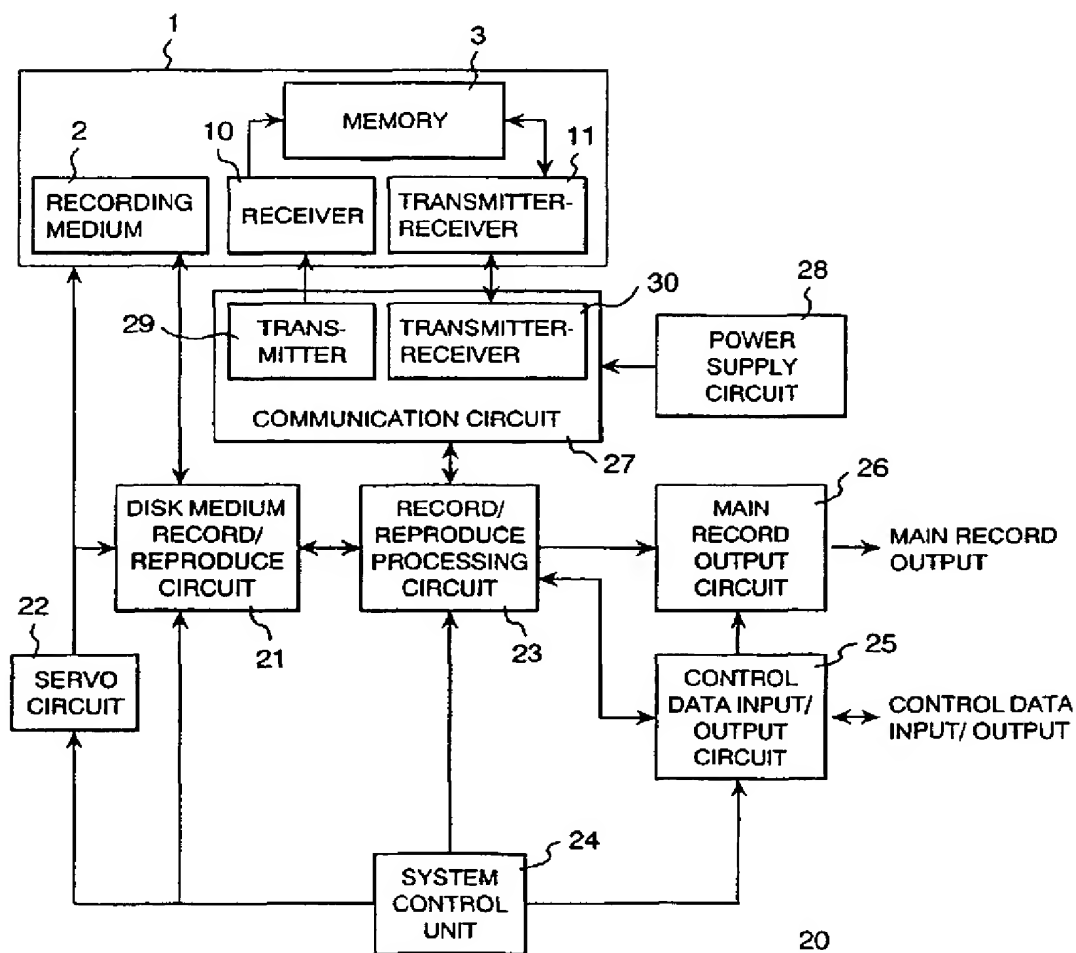 1
3
MEMORY
2
10
11
RECORDING
MEDIUM
RECEIVER
TRANSMITTER-
RECEIVER
29
TRANS-
MITTER
30
TRANSMITTER-
RECEIVER
28
POWER
SUPPLY
CIRCUIT
COMMUNICATION CIRCUIT
27
DISK MEDIUM
RECORD/
REPRODUCE
CIRCUIT
21
RECORD/
REPRODUCE
PROCESSING
CIRCUIT
23
26
MAIN
RECORD
OUTPUT
CIRCUIT
MAIN RECORD
OUTPUT
22
SERVO
CIRCUIT
25
CONTROL
DATA INPUT/
OUTPUT
CIRCUIT
CONTROL DATA
INPUT/ OUTPUT
24
SYSTEM
CONTROL
UNIT
20